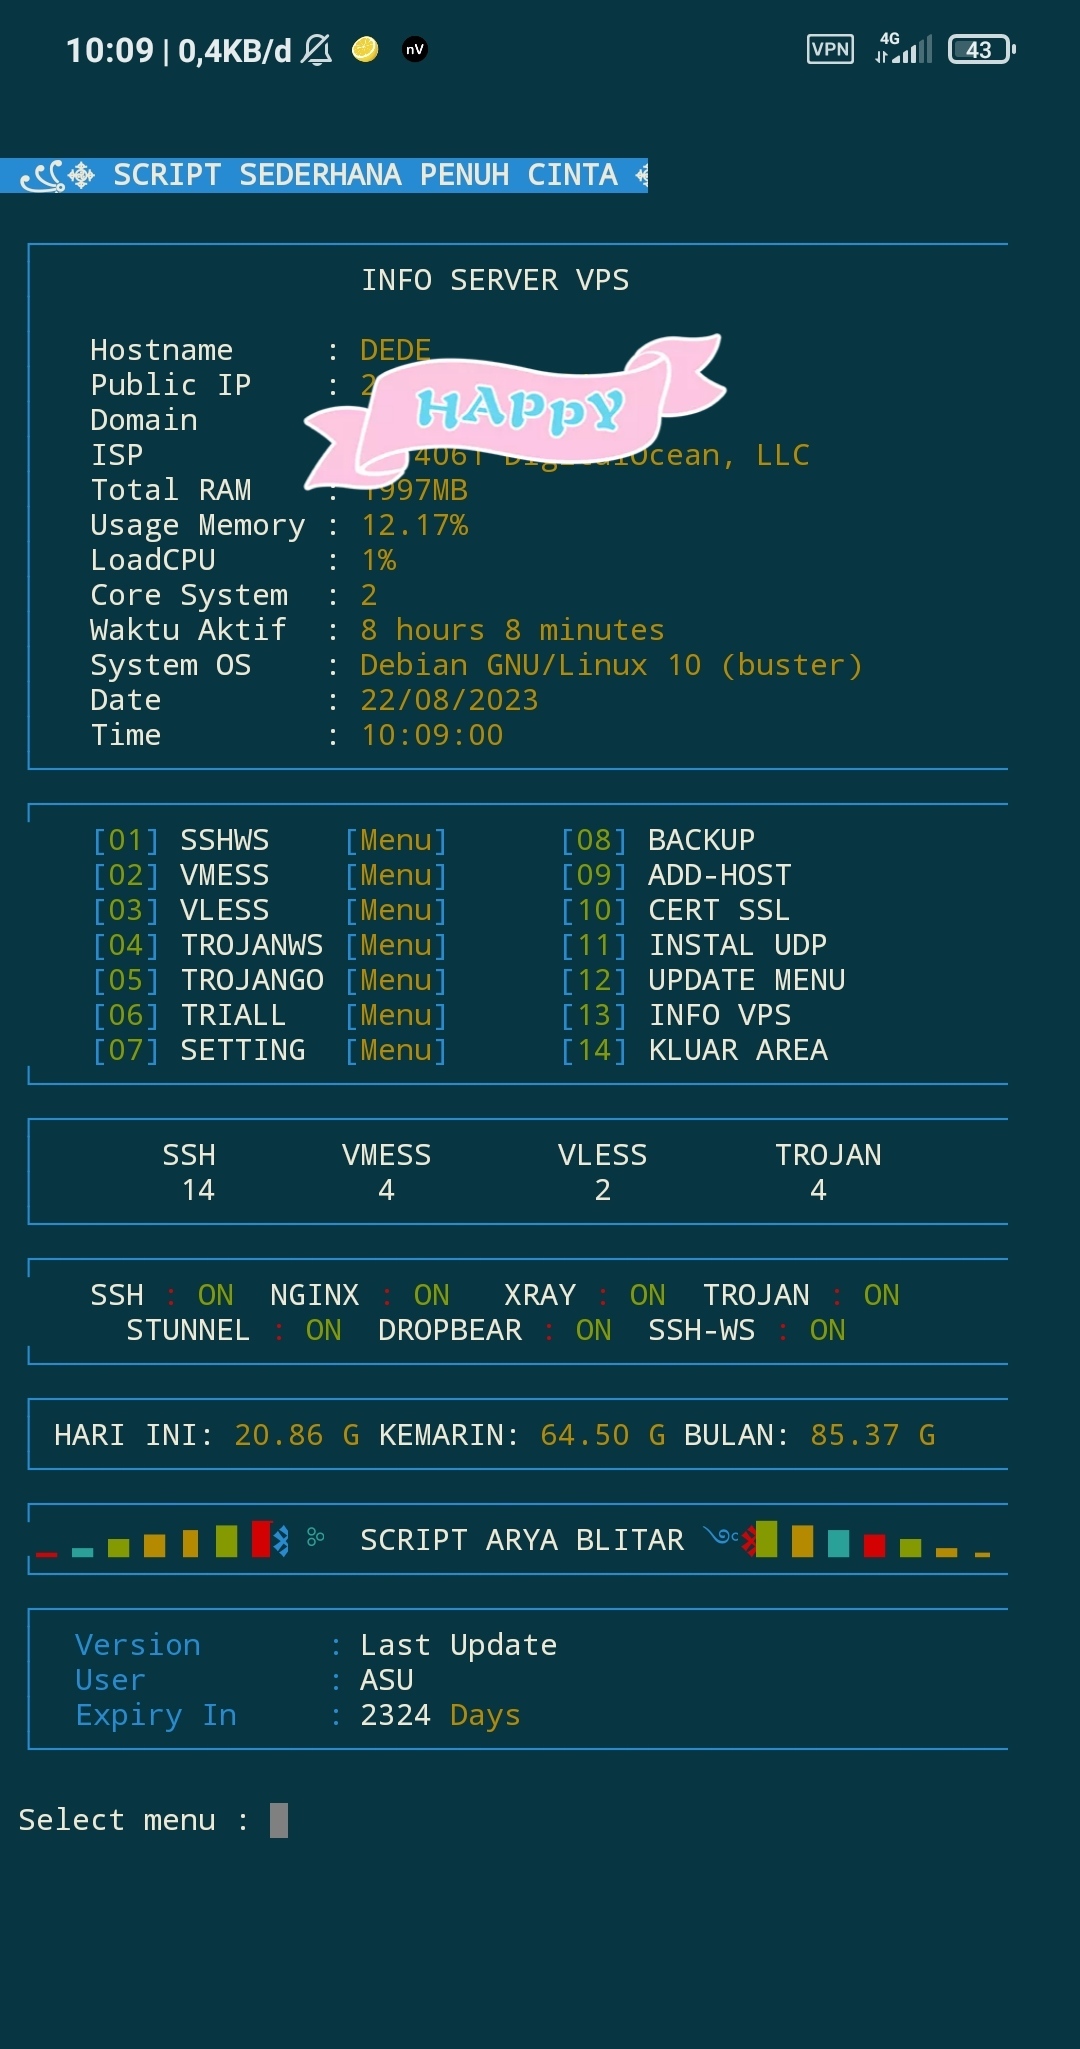 10:09 | 0,4KB/d nV VPN 4G 43
SCRIPT SEDERHANA PENUH CINTA
INFO SERVER VPS
Hostname : DEDE
Public IP : 2
HAPPY
Domain
ISP DigitalOcean, LLC
Total RAM : 1997MB
Usage Memory : 12.17%
LoadCPU : 1%
Core System : 2
Waktu Aktif : 8 hours 8 minutes
System OS : Debian GNU/Linux 10 (buster)
Date : 22/08/2023
Time : 10:09:00
[01] SSHWS [Menu] [08] BACKUP
[02] VMESS [Menu] [09] ADD-HOST
[03] VLESS [Menu] [10] CERT SSL
[04] TROJANWS [Menu] [11] INSTAL UDP
[05] TROJANGO [Menu] [12] UPDATE MENU
[06] TRIALL [Menu] [13] INFO VPS
[07] SETTING [Menu] [14] KLUAR AREA
SSH VMESS VLESS TROJAN
14 4 2 4
SSH : ON NGINX : ON XRAY : ON TROJAN : ON
STUNNEL : ON DROPBEAR : ON SSH-WS : ON
HARI INI: 20.86 G KEMARIN: 64.50 G BULAN: 85.37 G
SCRIPT ARYA BLITAR
Version : Last Update
User : ASU
Expiry In : 2324 Days
Select menu :